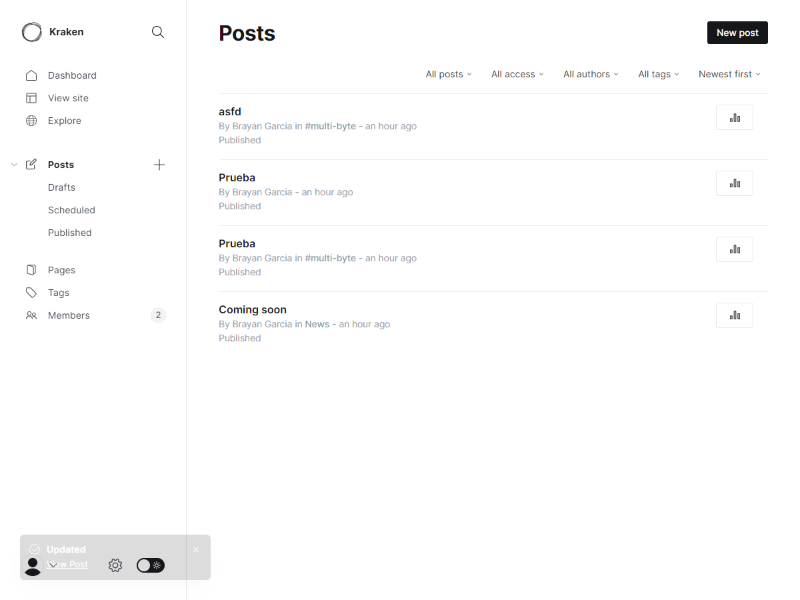 Kraken
Dashboard
View site
Explore
Posts
Drafts
Scheduled
Published
Pages
Tags
Members 2
Updated
Post
Posts
New post
All posts All access All authors All tags Newest first
asfd
By Brayan Garcia in #multi-byte - an hour ago
Published
Prueba
By Brayan Garcia - an hour ago
Published
Prueba
By Brayan Garcia in #multi-byte - an hour ago
Published
Coming soon
By Brayan Garcia in News - an hour ago
Published